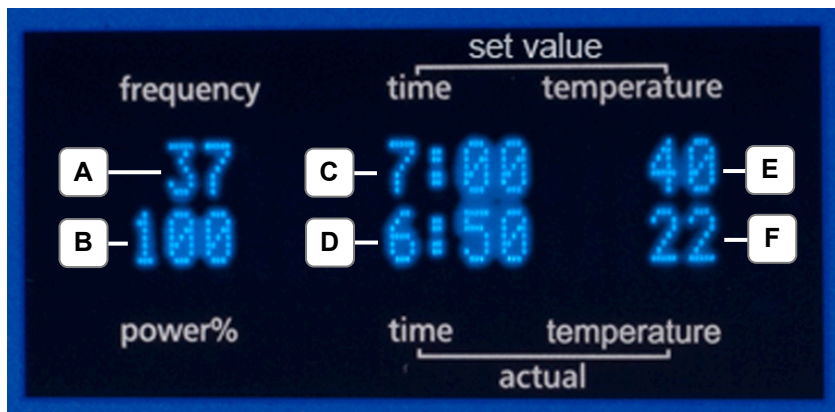 set value
frequency time temperature
A 37 C 7:00 40 E
B 100 D 6:50 22 F
power% time temperature
actual